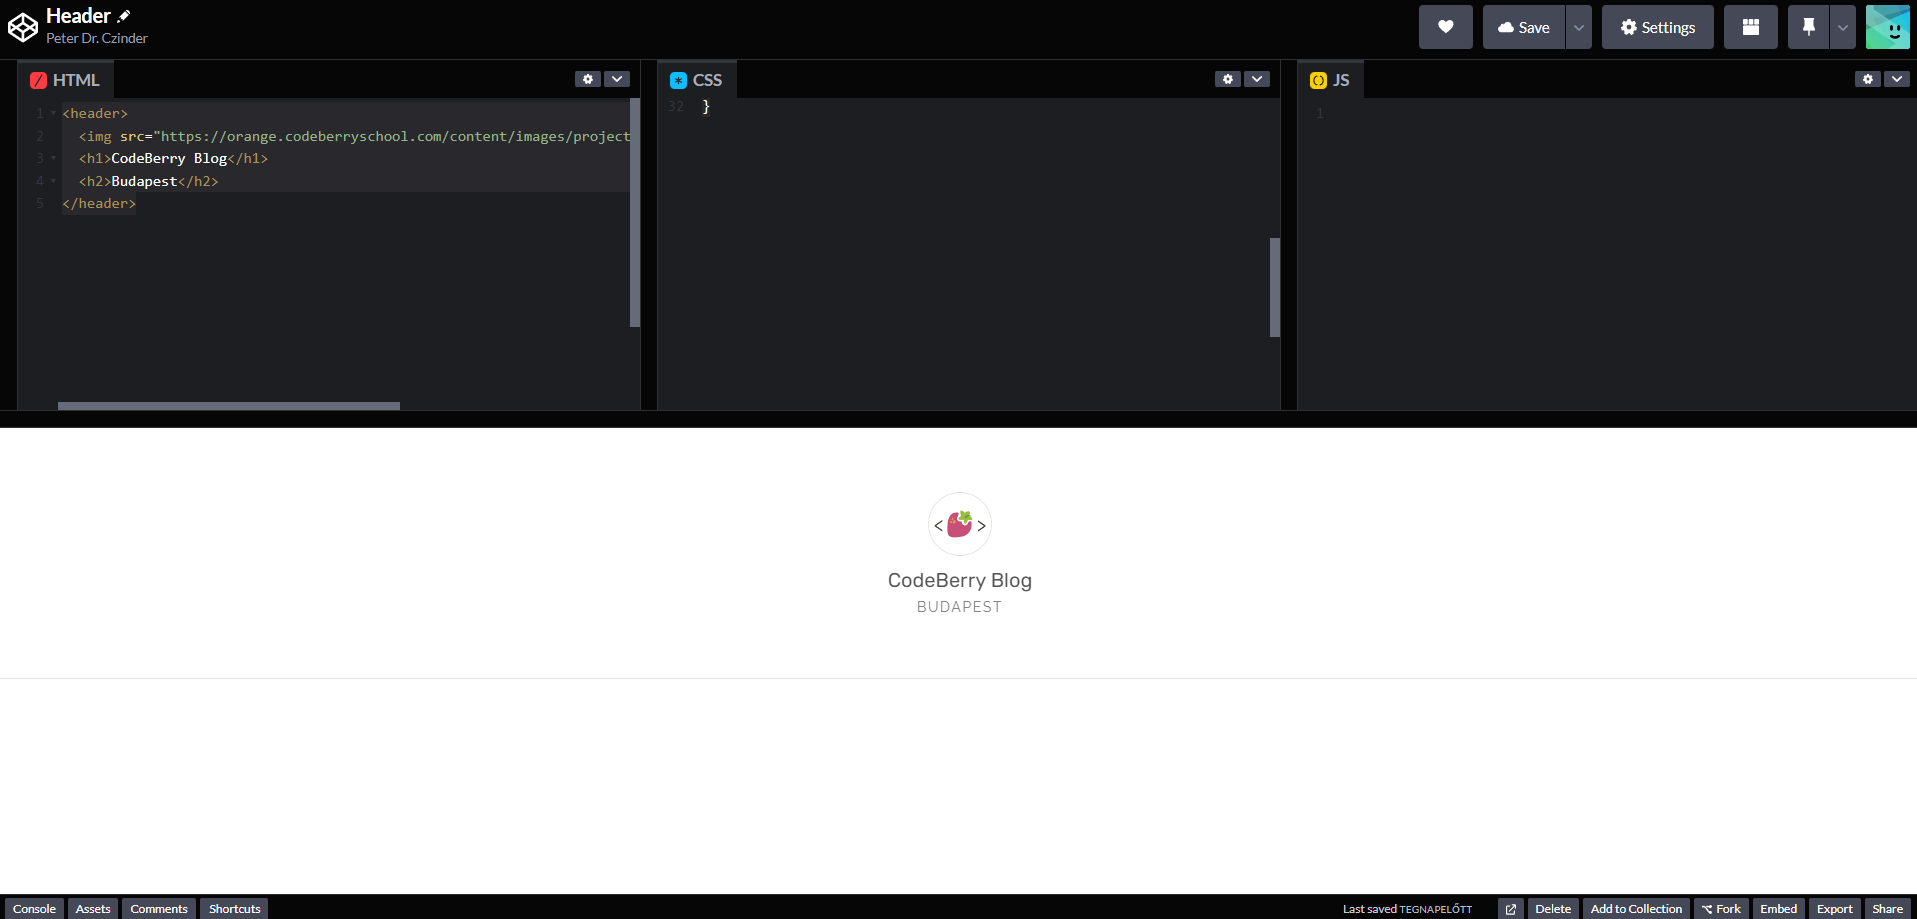 Header
Peter Dr. Czinder
Save
Settings
HTML
1 <header>
2 <img src="https://orange.codeberryschool.com/content/images/project
3 <h1>CodeBerry Blog</h1>
4 <h2>Budapest</h2>
5 </header>
CSS
32 }
JS
1
< >
CodeBerry Blog
BUDAPEST
Console Assets Comments Shortcuts Last saved TEGNAPELŐTT Delete Add to Collection Fork Embed Export Share